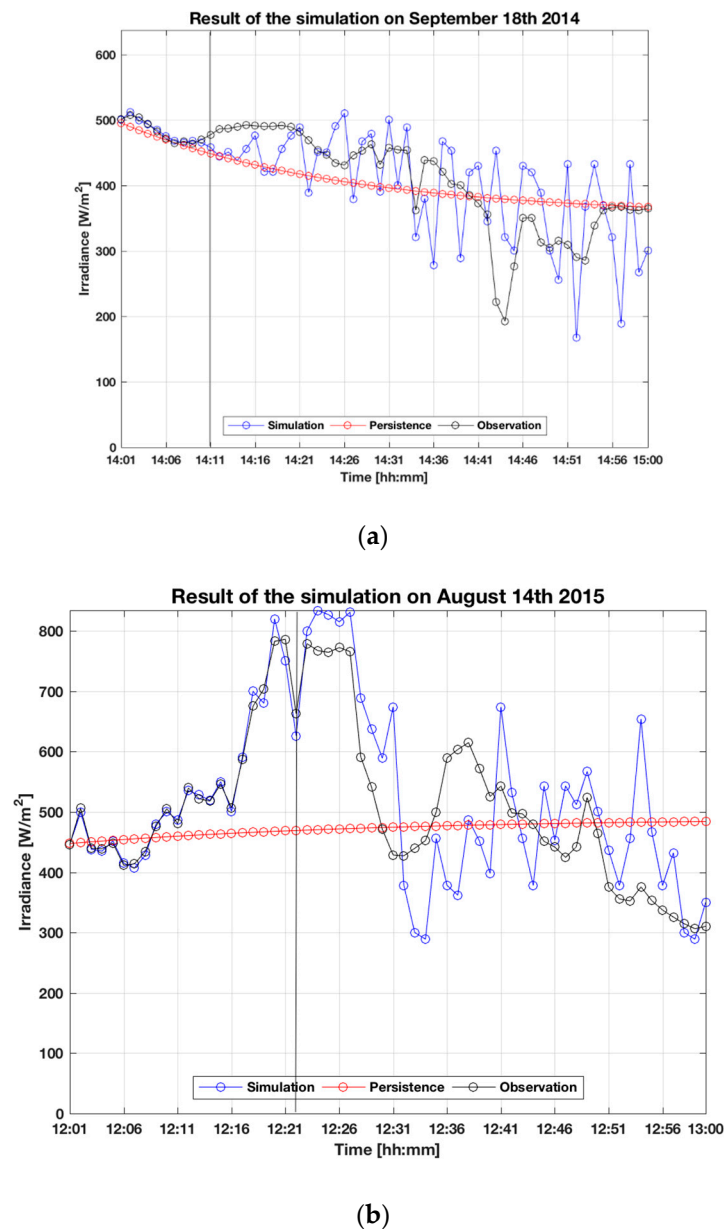 Result of the simulation on September 18th 2014
600
500
400
300
200
100
0
Irradiance [W/m²]
Simulation Persistence Observation
14:01 14:06 14:11 14:16 14:21 14:26 14:31 14:36 14:41 14:46 14:51 14:56 15:00
Time [hh:mm]
(a)
Result of the simulation on August 14th 2015
800
700
600
500
400
300
200
100
0
Irradiance [W/m²]
Simulation Persistence Observation
12:01 12:06 12:11 12:16 12:21 12:26 12:31 12:36 12:41 12:46 12:51 12:56 13:00
Time [hh:mm]
(b)